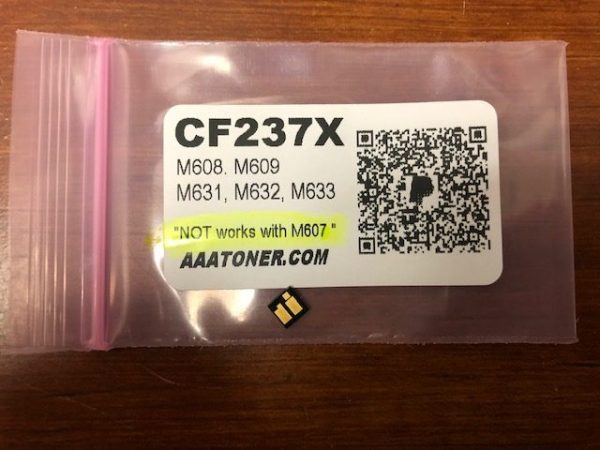 CF237X
M608. M609
M631, M632, M633
"NOT works with M607 "
AAATONER.COM